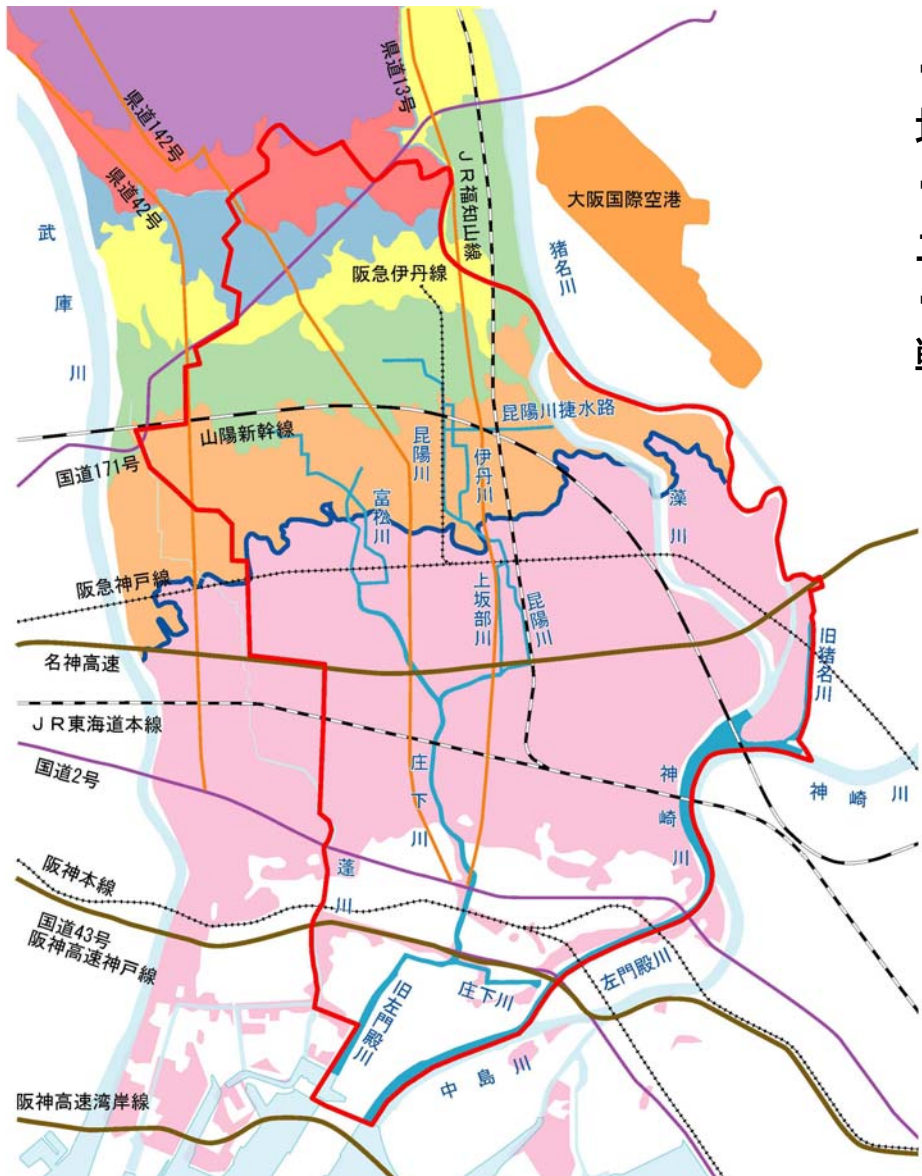 県道13号
県道142号
県道42号
JR福知山線
大阪国際空港
武庫川
猪名川
阪急伊丹線
昆陽川捷水路
山陽新幹線
昆陽川
伊丹川
国道171号
富松川
藻川
阪急神戸線
上坂部川
昆陽川
旧猪名川
名神高速
JR東海道本線
庄下川
神崎川
神崎川
国道2号
蓬川
阪神本線
国道43号
阪神高速神戸線
左門殿川
庄下川
旧左門殿川
中島川
阪神高速湾岸線